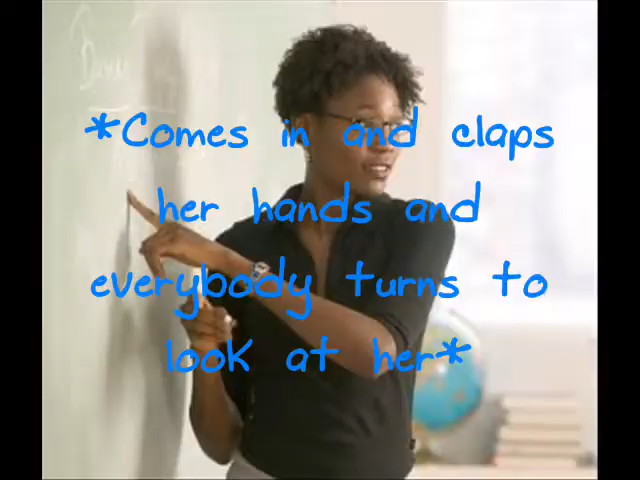 *Comes in and claps
her hands and
everybody turns to
look at her*